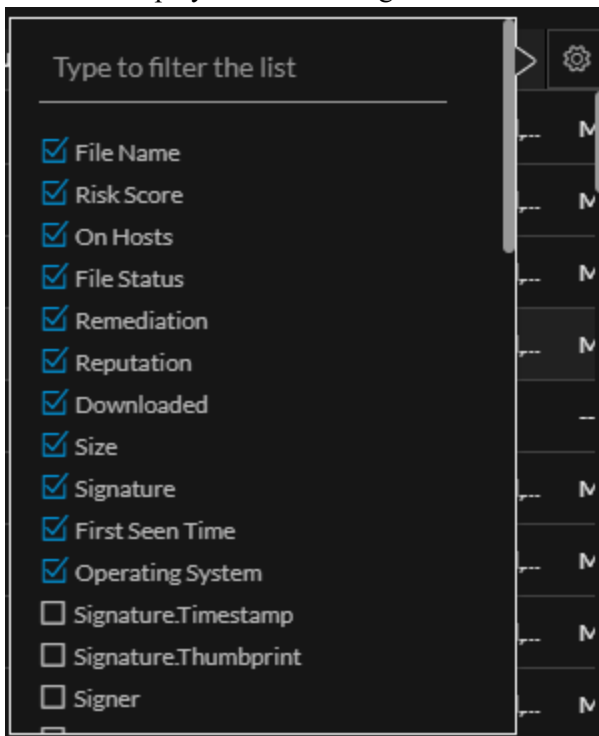 Type to filter the list
File Name
Risk Score
On Hosts
File Status
Remediation
Reputation
Downloaded
Size
Signature
First Seen Time
Operating System
Signature.Timestamp
Signature.Thumbprint
Signer